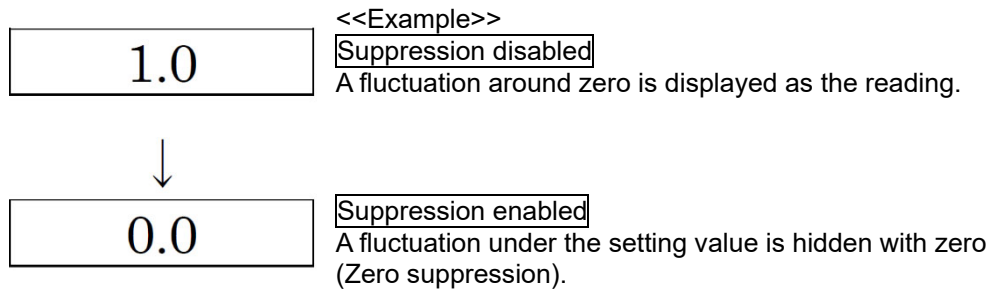 <<Example>>
1.0
Suppression disabled
A fluctuation around zero is displayed as the reading.
↓
0.0
Suppression enabled
A fluctuation under the setting value is hidden with zero
(Zero suppression).